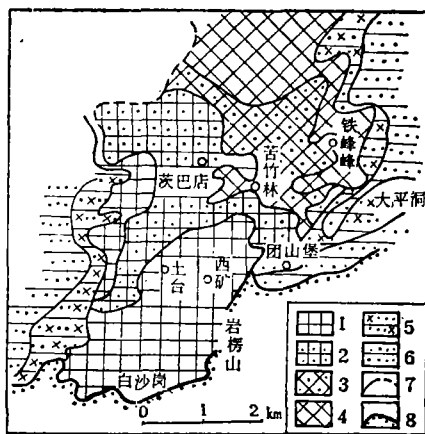 铁峰峰
苦竹林
茨巴店
大平洞
团山堡
土台
西矿
岩楞山
白沙岗
0 1 2 km
1 5
2 6
3 7
4 8